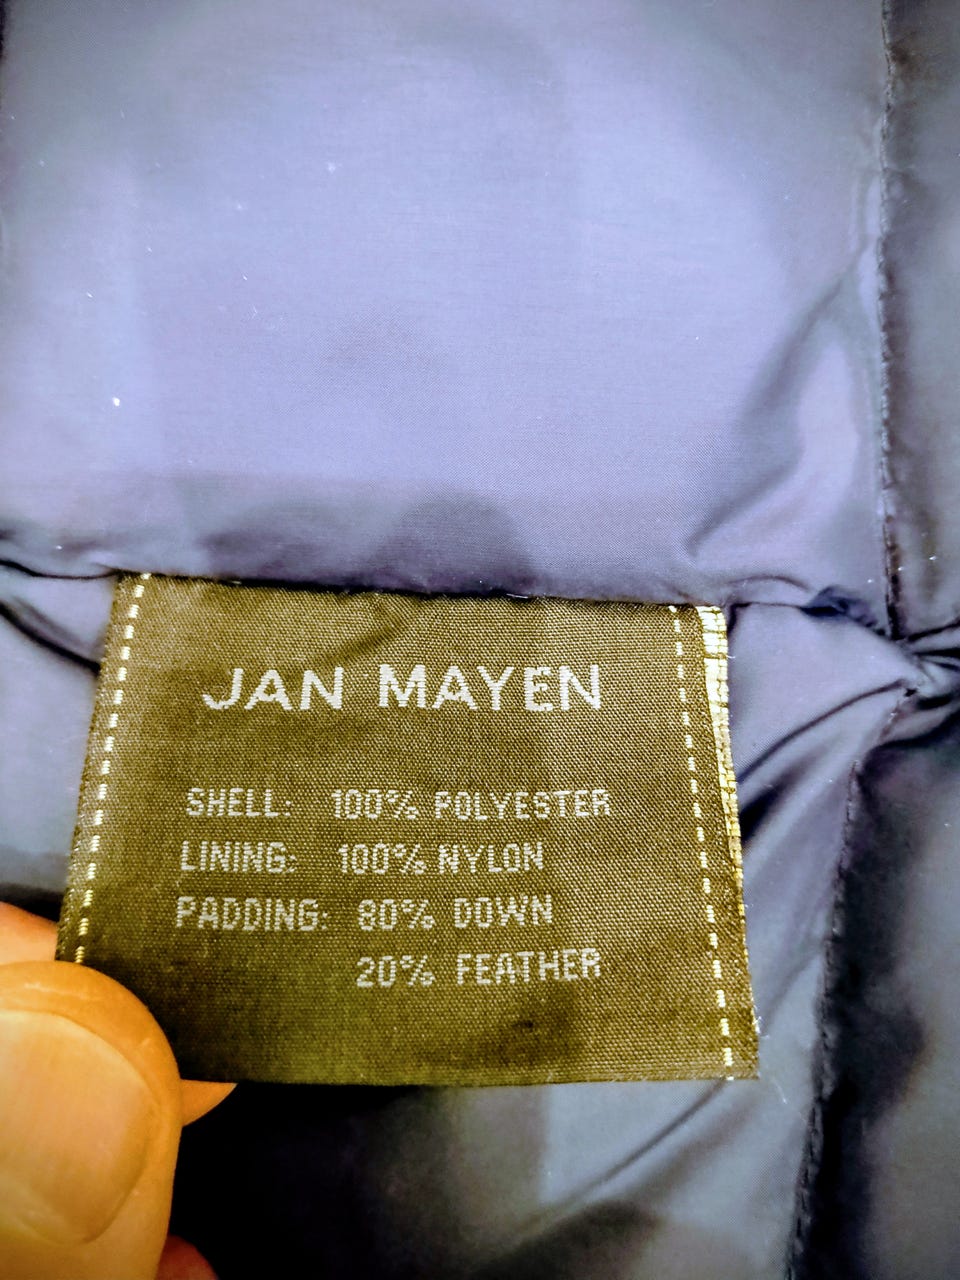 JAN MAYEN
SHELL: 100% POLYESTER
LINING: 100% NYLON
PADDING: 80% DOWN
20% FEATHER